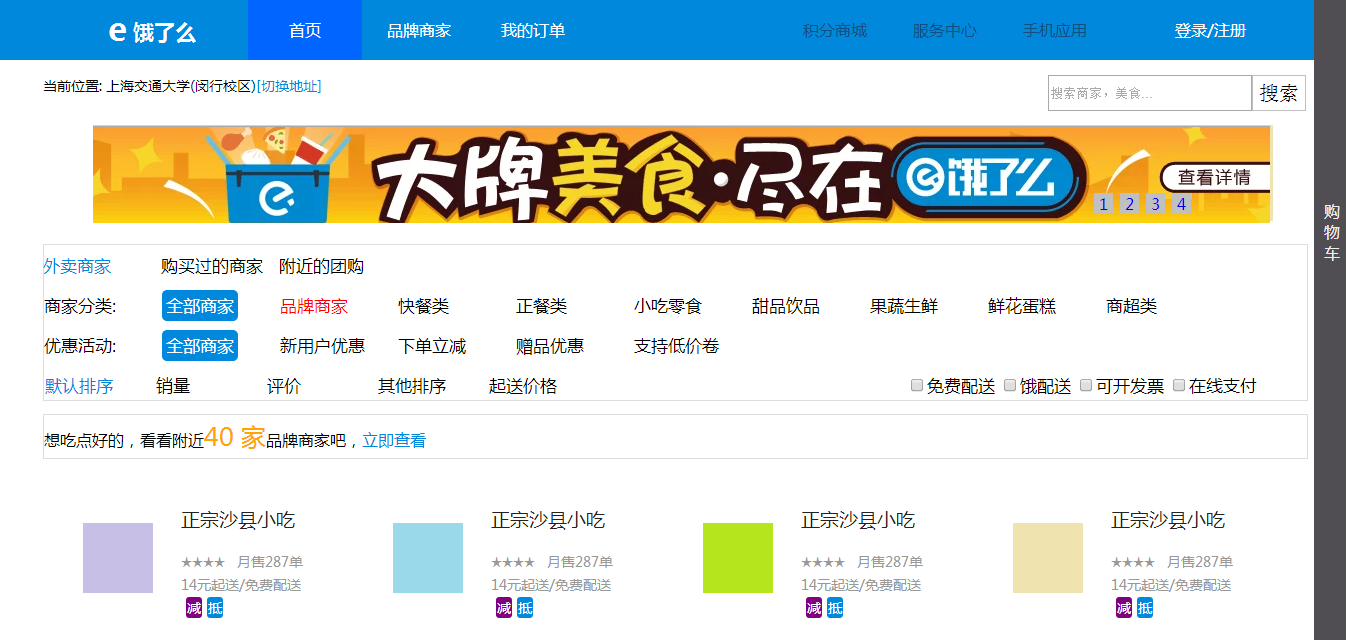 e 饿了么 首页 品牌商家 我的订单 积分商城 服务中心 手机应用 登录/注册
当前位置: 上海交通大学(闵行校区)[切换地址]
搜索商家，美食... 搜索
大牌美食·尽在 饿了么 查看详情
1 2 3 4
购物车
外卖商家 购买过的商家 附近的团购
商家分类: 全部商家 品牌商家 快餐类 正餐类 小吃零食 甜品饮品 果蔬生鲜 鲜花蛋糕 商超类
优惠活动: 全部商家 新用户优惠 下单立减 赠品优惠 支持低价卷
默认排序 销量 评价 其他排序 起送价格 免费配送 饿配送 可开发票 在线支付
想吃点好的，看看附近40 家品牌商家吧，立即查看
正宗沙县小吃 正宗沙县小吃 正宗沙县小吃 正宗沙县小吃
★★★★ 月售287单 ★★★★ 月售287单 ★★★★ 月售287单 ★★★★ 月售287单
14元起送/免费配送 14元起送/免费配送 14元起送/免费配送 14元起送/免费配送
减 抵 减 抵 减 抵 减 抵